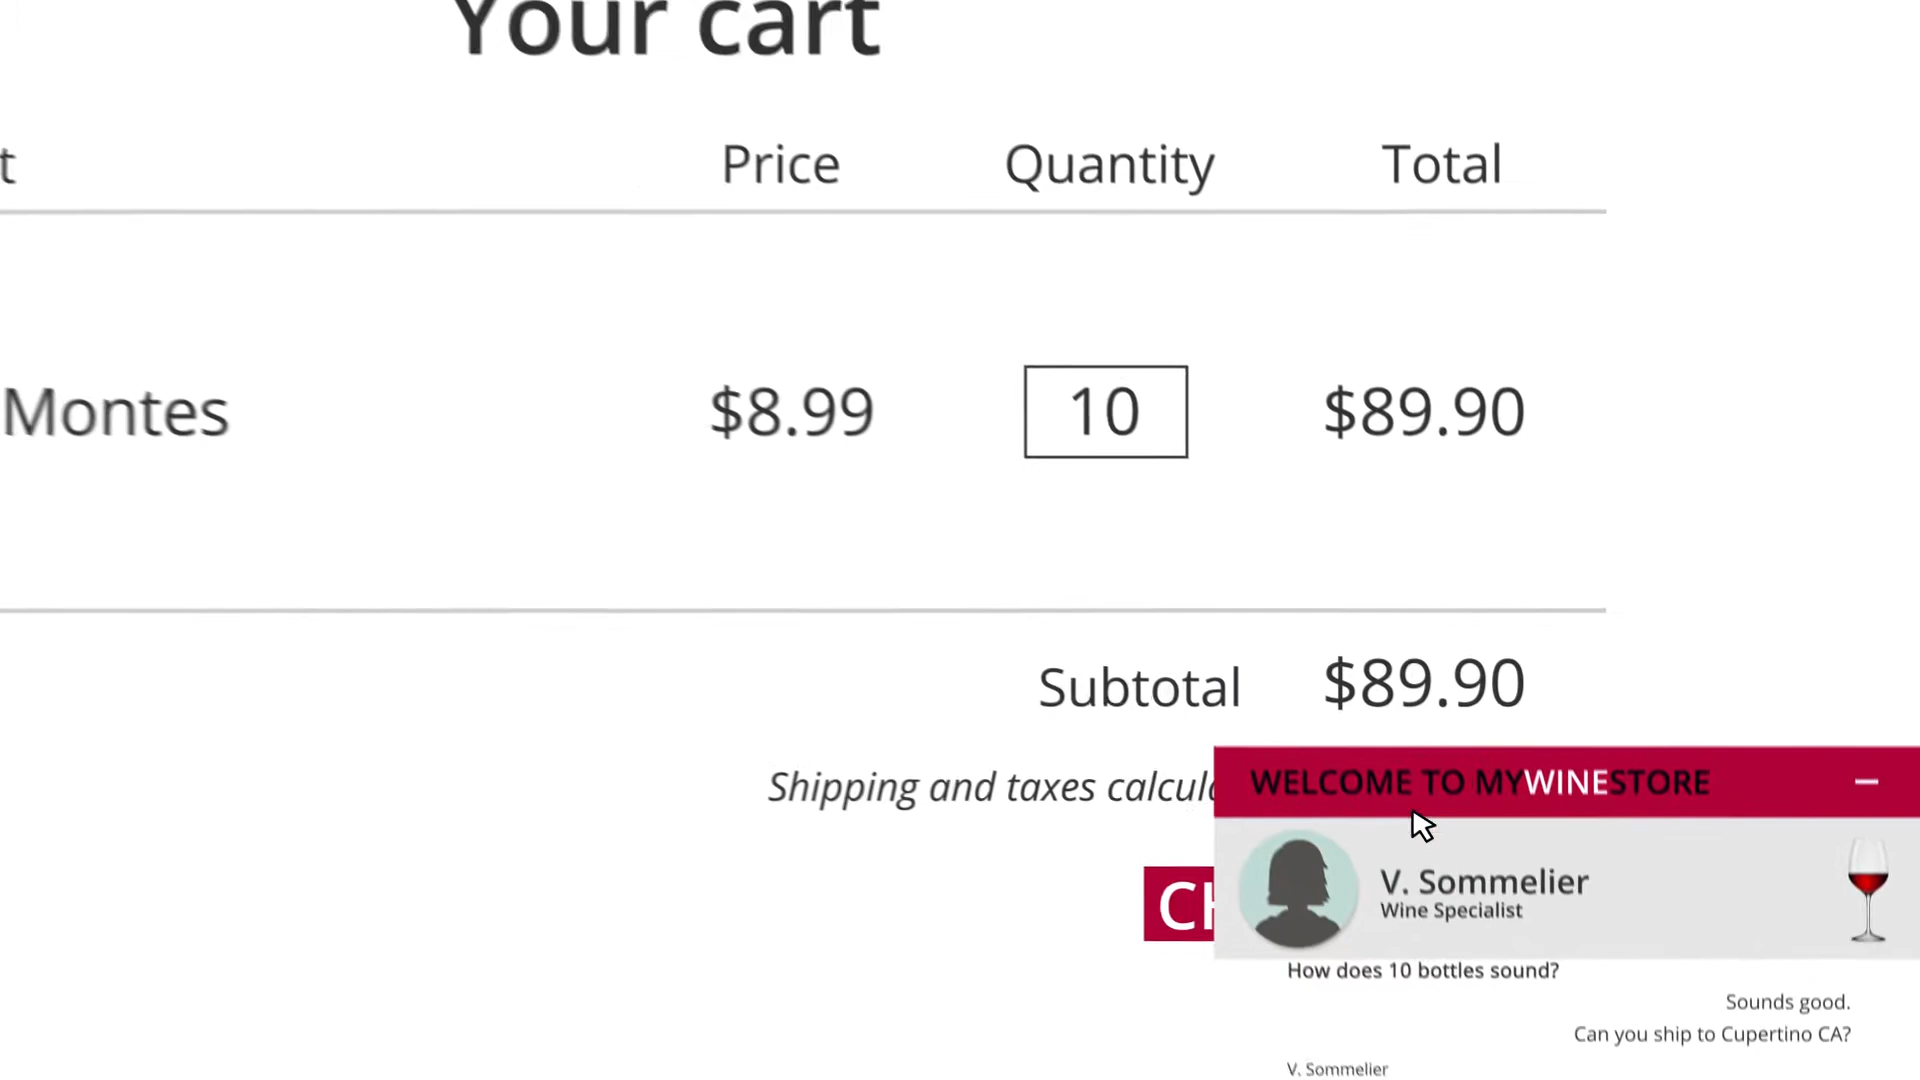 Your cart
t Price Quantity Total
Montes $8.99 10 $89.90
Subtotal $89.90
Shipping and taxes calcul
WELCOME TO MYWINESTORE
CH
V. Sommelier
Wine Specialist
How does 10 bottles sound?
Sounds good.
Can you ship to Cupertino CA?
V. Sommelier